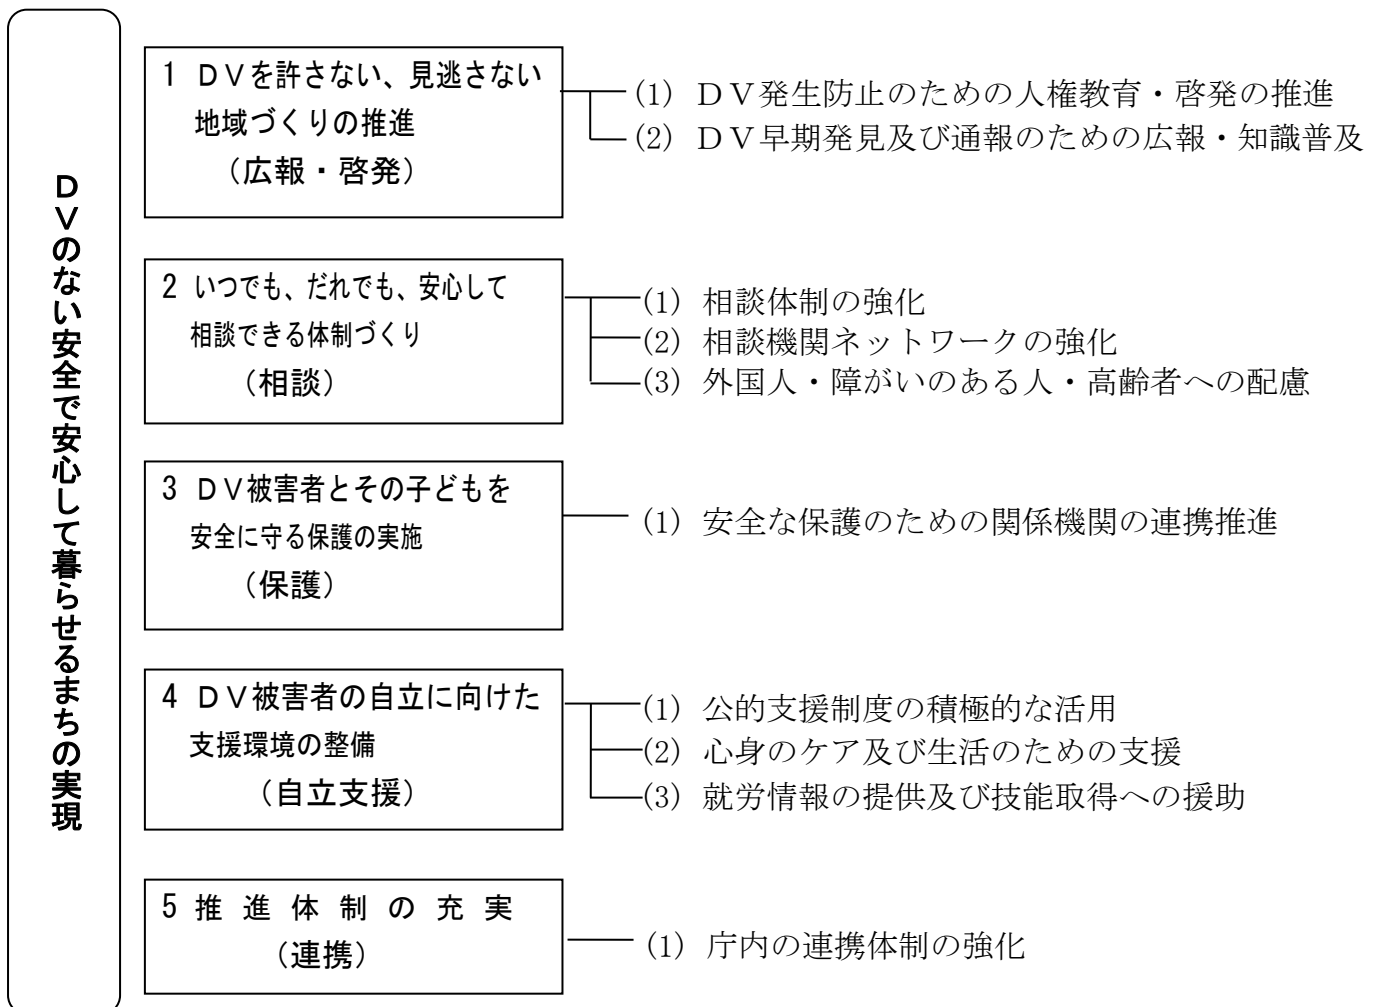 ＤＶのない安全で安心して暮らせるまちの実現
1 ＤＶを許さない、見逃さない
地域づくりの推進
（広報・啓発）
(1) ＤＶ発生防止のための人権教育・啓発の推進
(2) ＤＶ早期発見及び通報のための広報・知識普及
2 いつでも、だれでも、安心して
相談できる体制づくり
（相談）
(1) 相談体制の強化
(2) 相談機関ネットワークの強化
(3) 外国人・障がいのある人・高齢者への配慮
3 ＤＶ被害者とその子どもを
安全に守る保護の実施
（保護）
(1) 安全な保護のための関係機関の連携推進
4 ＤＶ被害者の自立に向けた
支援環境の整備
（自立支援）
(1) 公的支援制度の積極的な活用
(2) 心身のケア及び生活のための支援
(3) 就労情報の提供及び技能取得への援助
5 推進体制の充実
（連携）
(1) 庁内の連携体制の強化